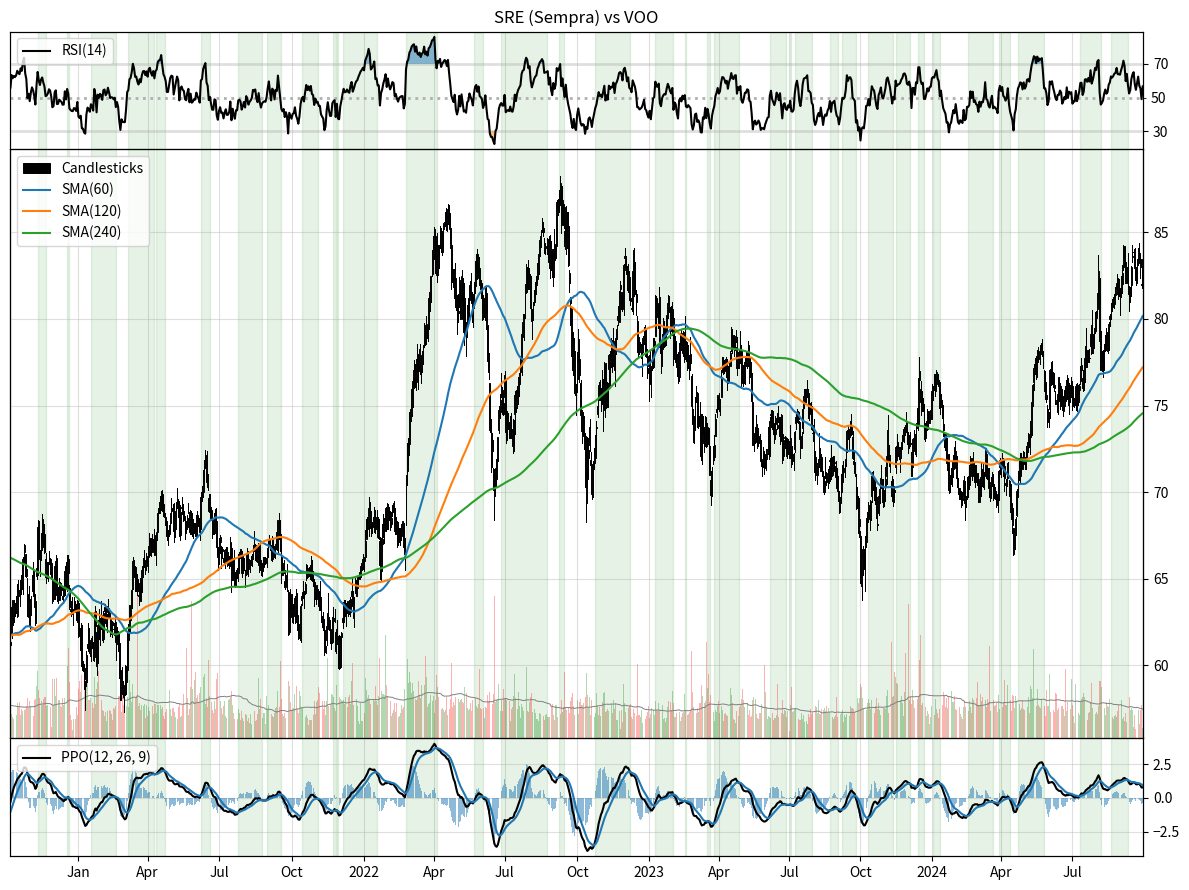 SRE (Sempra) vs VOO
RSI(14)
70
50
30
Candlesticks
SMA(60)
SMA(120)
SMA(240)
85
80
75
70
65
60
PPO(12, 26, 9)
2.5
0.0
−2.5
Jan Apr Jul Oct 2022 Apr Jul Oct 2023 Apr Jul Oct 2024 Apr Jul